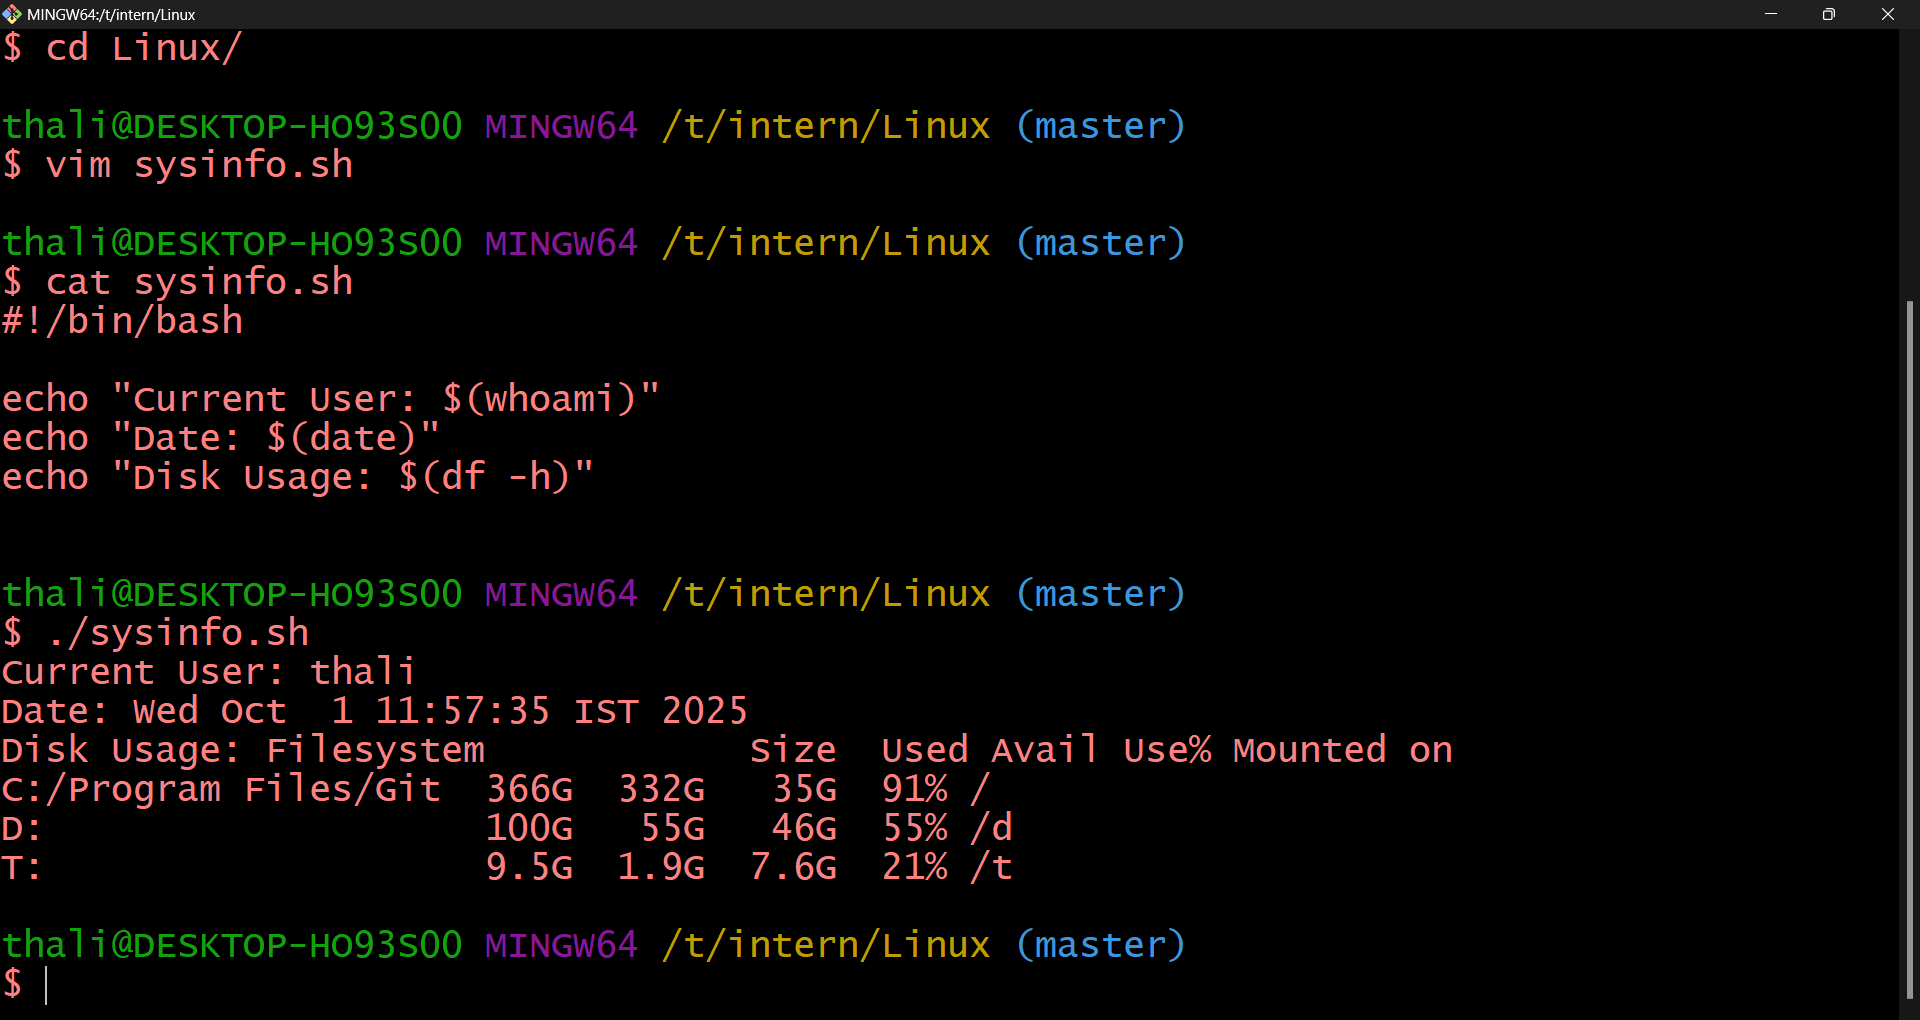 MINGW64:/t/intern/Linux
$ cd Linux/
thali@DESKTOP-HO93SOO MINGW64 /t/intern/Linux (master)
$ vim sysinfo.sh
thali@DESKTOP-HO93SOO MINGW64 /t/intern/Linux (master)
$ cat sysinfo.sh
#!/bin/bash
echo "Current User: $(whoami)"
echo "Date: $(date)"
echo "Disk Usage: $(df -h)"
thali@DESKTOP-HO93SOO MINGW64 /t/intern/Linux (master)
$ ./sysinfo.sh
Current User: thali
Date: Wed Oct  1 11:57:35 IST 2025
Disk Usage: Filesystem            Size  Used Avail Use% Mounted on
C:/Program Files/Git  366G  332G   35G  91% /
D:                    100G   55G   46G  55% /d
T:                    9.5G  1.9G  7.6G  21% /t
thali@DESKTOP-HO93SOO MINGW64 /t/intern/Linux (master)
$